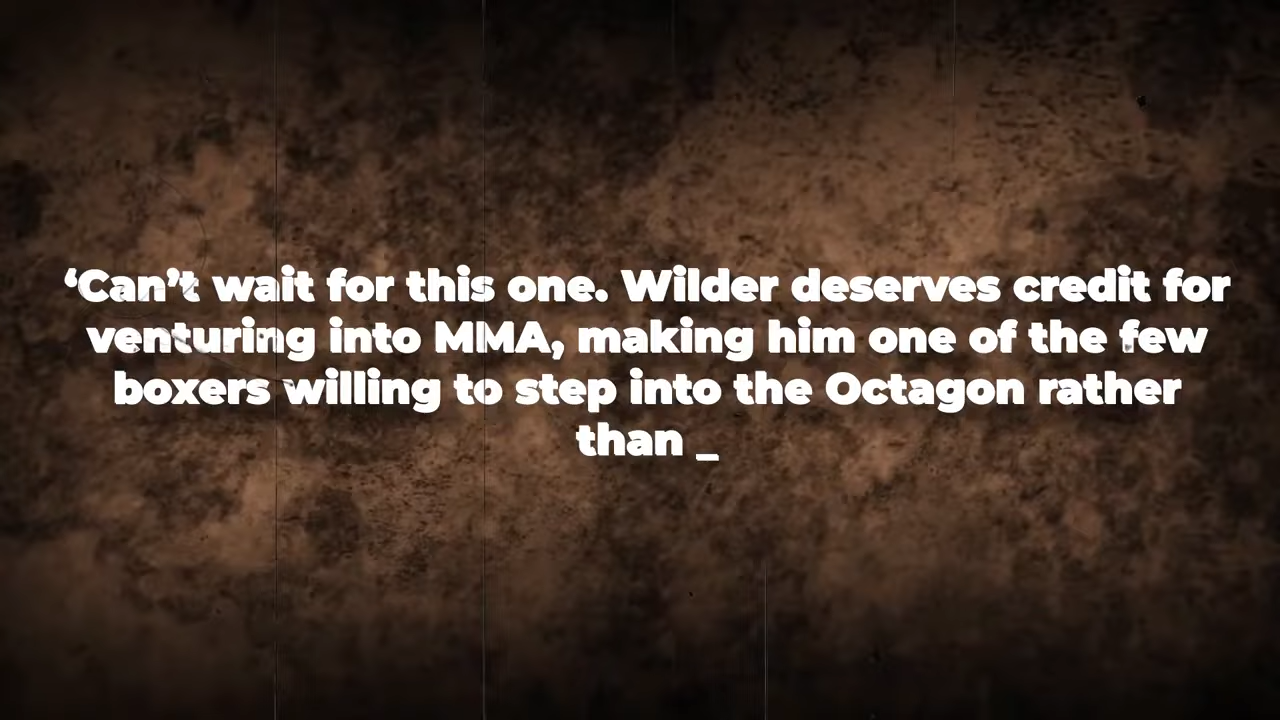 ‘Can’t wait for this one. Wilder deserves credit for
venturing into MMA, making him one of the few
boxers willing to step into the Octagon rather
than _